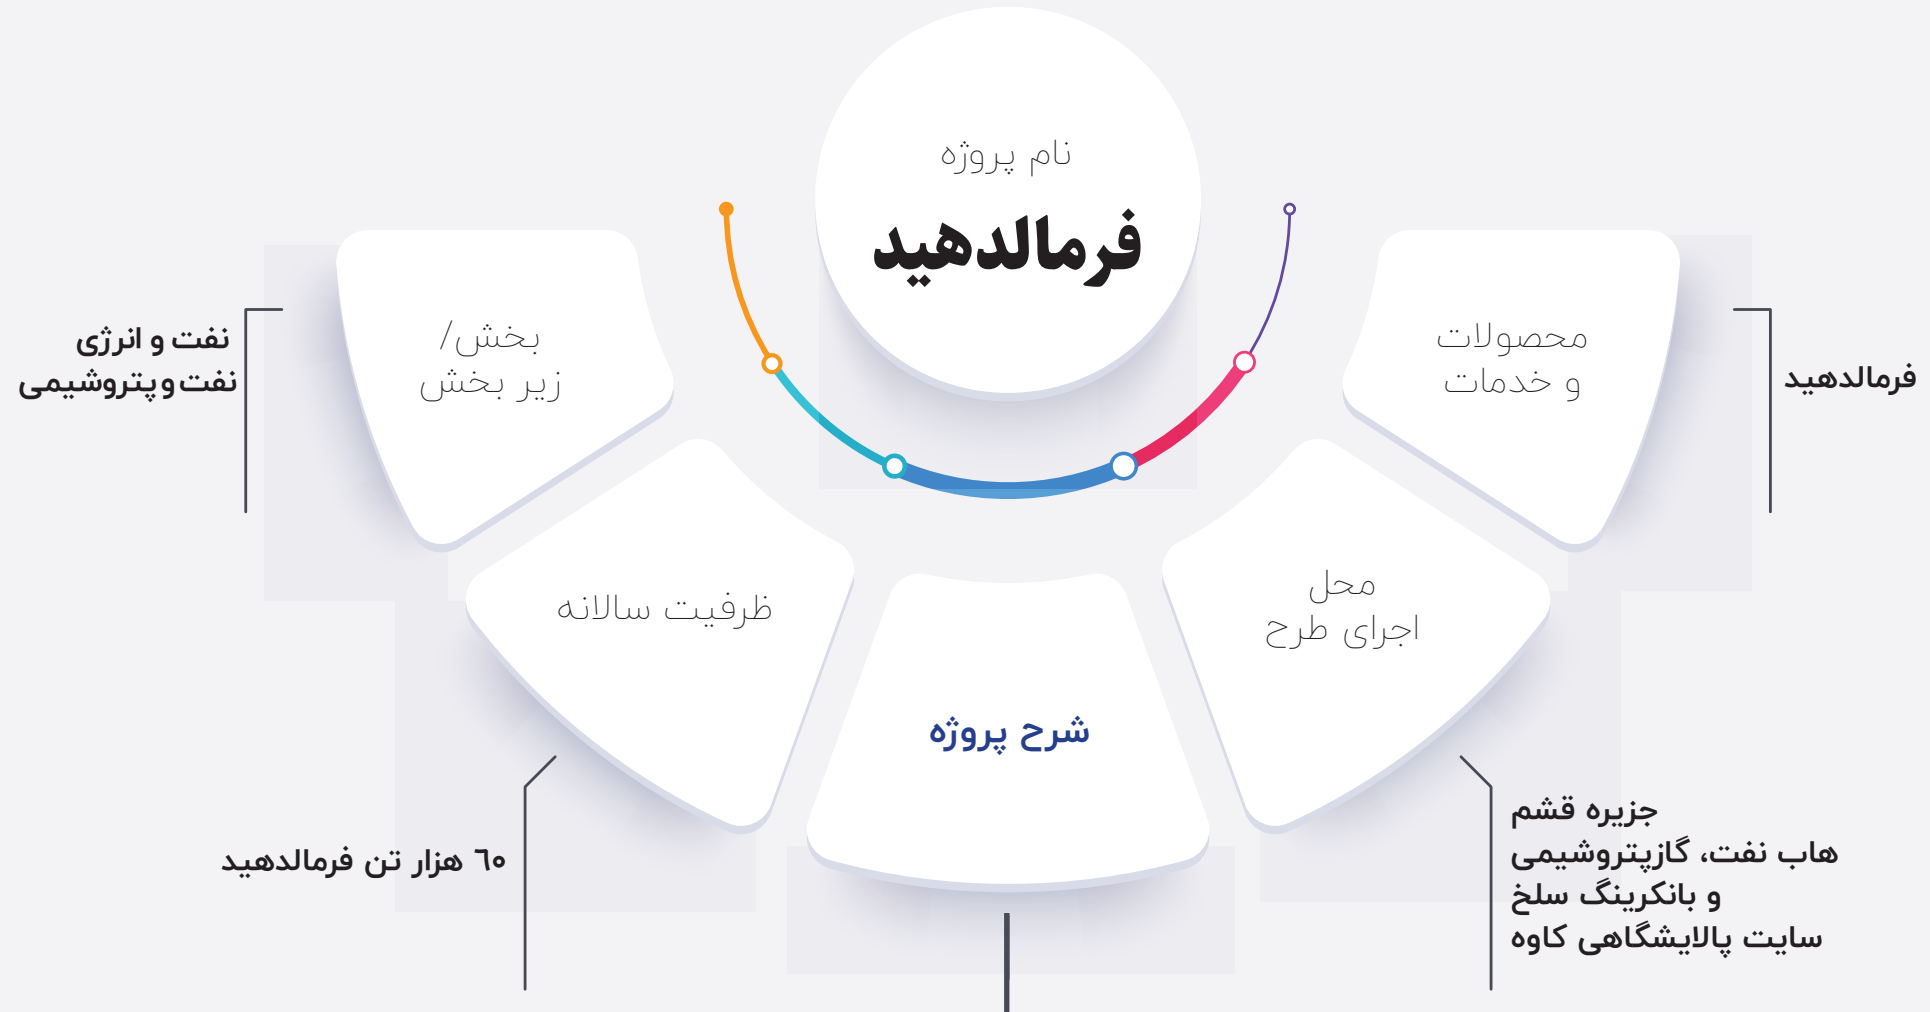 نام پروژه
فرمالدهید
محصولات
و خدمات
فرمالدهید
محل
اجرای طرح
جزیره قشم
هاب نفت، گازپتروشیمی
و بانکرینگ سلخ
سایت پالایشگاهی کاوه
شرح پروژه
ظرفیت سالانه
٦٠ هزار تن فرمالدهید
بخش/
زیر بخش
نفت و انرژی
نفت و پتروشیمی